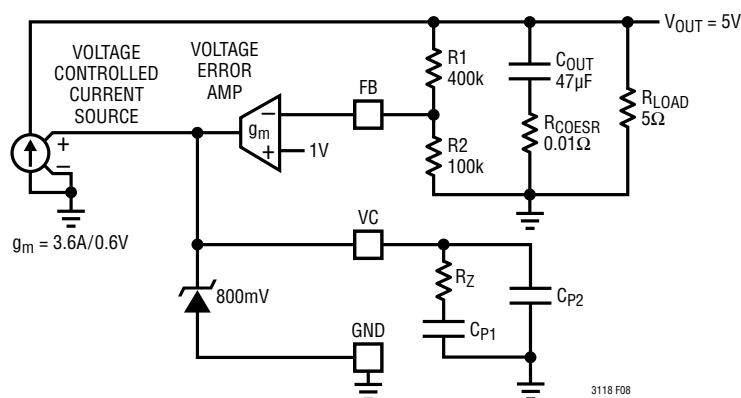 V_OUT = 5V
VOLTAGE
CONTROLLED
CURRENT
SOURCE
VOLTAGE
ERROR
AMP
FB
R1
400k
C_OUT
47µF
R_LOAD
5Ω
R_COESR
0.01Ω
+
–
g_m
–
+
1V
R2
100k
g_m = 3.6A/0.6V
VC
800mV
R_Z
C_P1
C_P2
GND
3118 F08